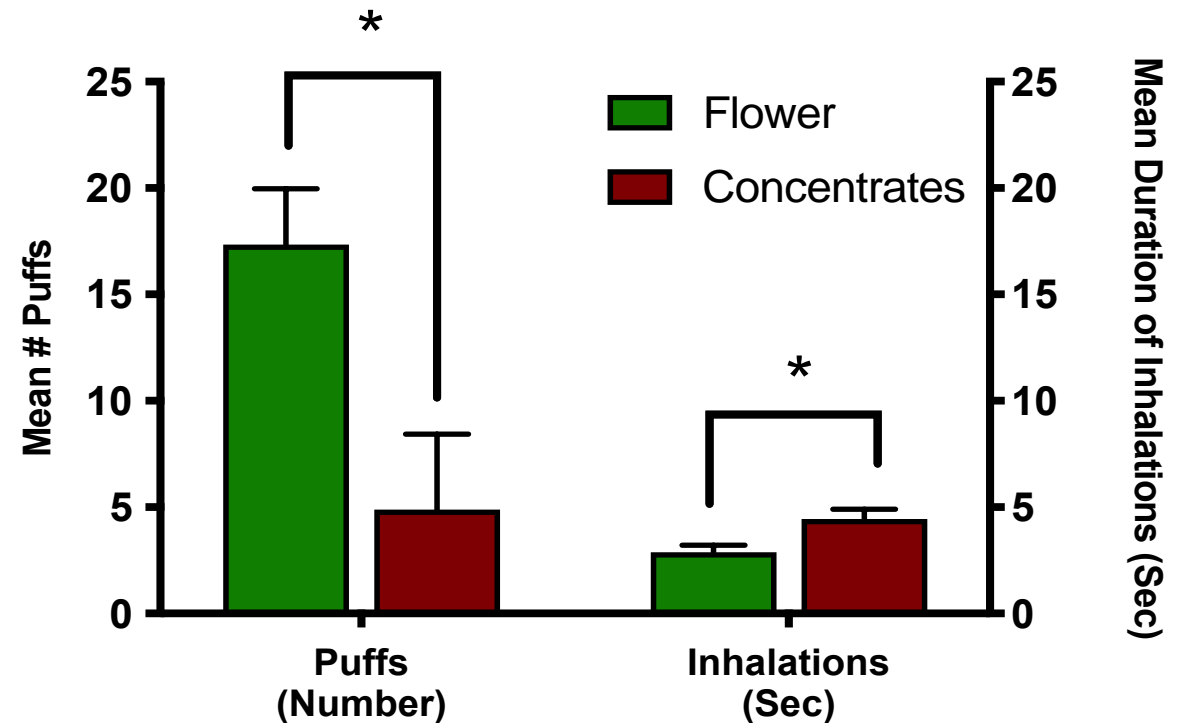 *
25
20
15
10
5
0
Mean # Puffs
Flower
Concentrates
*
25
20
15
10
5
0
Mean Duration of Inhalations (Sec)
Puffs
(Number)
Inhalations
(Sec)